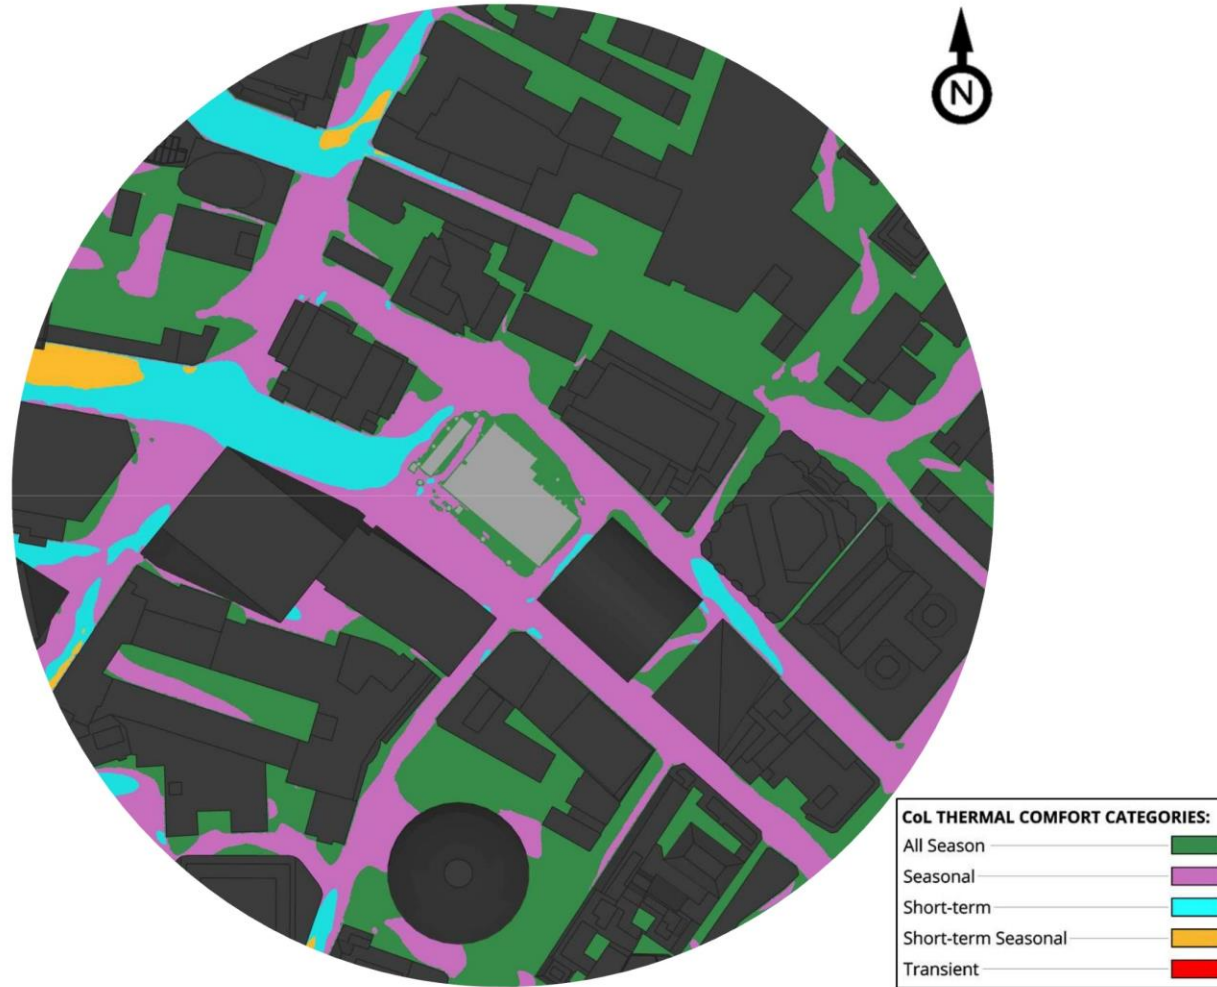 N
CoL THERMAL COMFORT CATEGORIES:
All Season
Seasonal
Short-term
Short-term Seasonal
Transient